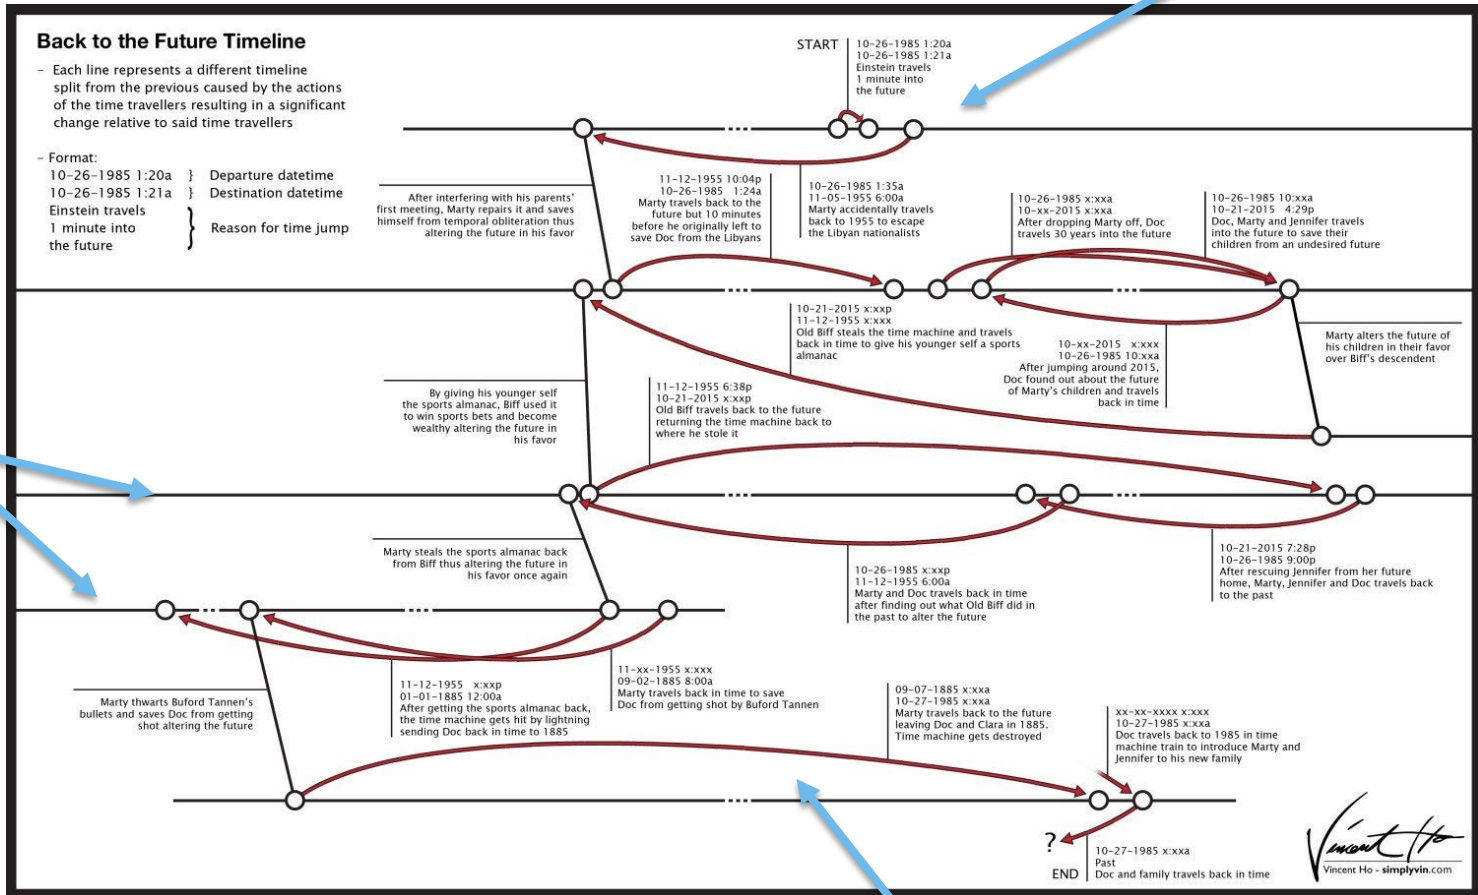 Back to the Future Timeline
– Each line represents a different timeline
split from the previous caused by the actions
of the time travellers resulting in a significant
change relative to said time travellers
– Format:
10-26-1985 1:20a } Departure datetime
10-26-1985 1:21a } Destination datetime
Einstein travels
1 minute into
the future
} Reason for time jump
START
10-26-1985 1:20a
10-26-1985 1:21a
Einstein travels
1 minute into
the future
After interfering with his parents'
first meeting, Marty repairs it and saves
himself from temporal obliteration thus
altering the future in his favor
11-12-1955 10:04p
10-26-1985 1:24a
Marty travels back to the
future but 10 minutes
before he originally left to
save Doc from the Libyans
10-26-1985 1:35a
11-05-1955 6:00a
Marty accidentally travels
back to 1955 to escape
the Libyan nationalists
10-26-1985 x:xxa
10-xx-2015 x:xxa
After dropping Marty off, Doc
travels 30 years into the future
10-26-1985 10:xxa
10-21-2015 4:29p
Doc, Marty and Jennifer travels
into the future to save their
children from an undesired future
10-21-2015 x:xxp
11-12-1955 x:xxx
Old Biff steals the time machine and travels
back in time to give his younger self a sports
almanac
10-xx-2015 x:xxx
10-26-1985 10:xxa
After jumping around 2015,
Doc found out about the future
of Marty's children and travels
back in time
Marty alters the future of
his children in their favor
over Biff's descendent
By giving his younger self
the sports almanac, Biff used it
to win sports bets and become
wealthy altering the future in
his favor
11-12-1955 6:38p
10-21-2015 x:xxp
Old Biff travels back to the future
returning the time machine back to
where he stole it
Marty steals the sports almanac back
from Biff thus altering the future in
his favor once again
10-26-1985 x:xxp
11-12-1955 6:00a
Marty and Doc travels back in time
after finding out what Old Biff did in
the past to alter the future
10-21-2015 7:28p
10-26-1985 9:00p
After rescuing Jennifer from her future
home, Marty, Jennifer and Doc travels back
to the past
Marty thwarts Buford Tannen's
bullets and saves Doc from getting
shot altering the future
11-12-1955 x:xxp
01-01-1885 12:00a
After getting the sports almanac back,
the time machine gets hit by lightning
sending Doc back in time to 1885
11-xx-1955 x:xxx
09-02-1885 8:00a
Marty travels back in time to save
Doc from getting shot by Buford Tannen
09-07-1885 x:xxa
10-27-1985 x:xxa
Marty travels back to the future
leaving Doc and Clara in 1885.
Time machine gets destroyed
xx-xx-xxxx x:xxx
10-27-1985 x:xxa
Doc travels back to 1985 in time
machine train to introduce Marty and
Jennifer to his new family
?
END
10-27-1985 x:xxa
Past
Doc and family travels back in time
Vincent Ho
Vincent Ho - simplyvin.com